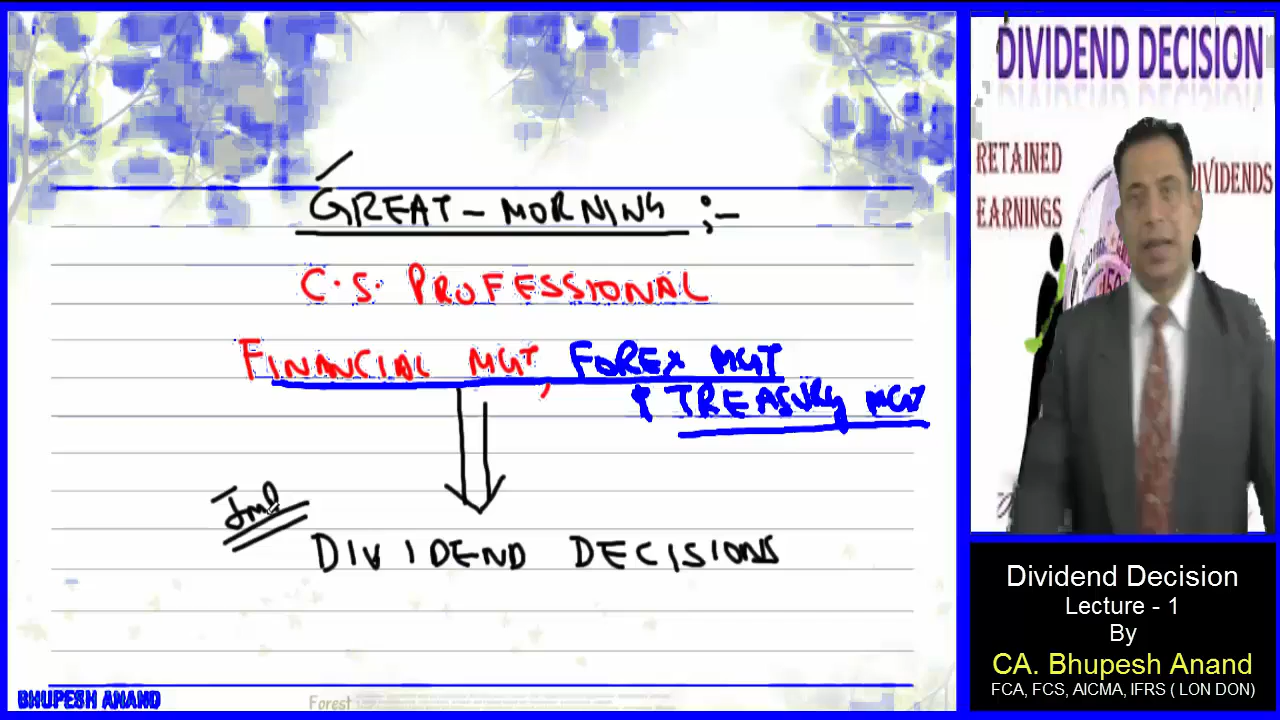 GREAT - MORNING :-
C.S. PROFESSIONAL
FINANCIAL MGT, FOREX MGT
& TREASURY MGT
Imp
DIVIDEND DECISIONS
BHUPESH ANAND
Forest
DIVIDEND DECISION
RETAINED
EARNINGS
DIVIDENDS
Dividend Decision
Lecture - 1
By
CA. Bhupesh Anand
FCA, FCS, AICMA, IFRS ( LON DON)